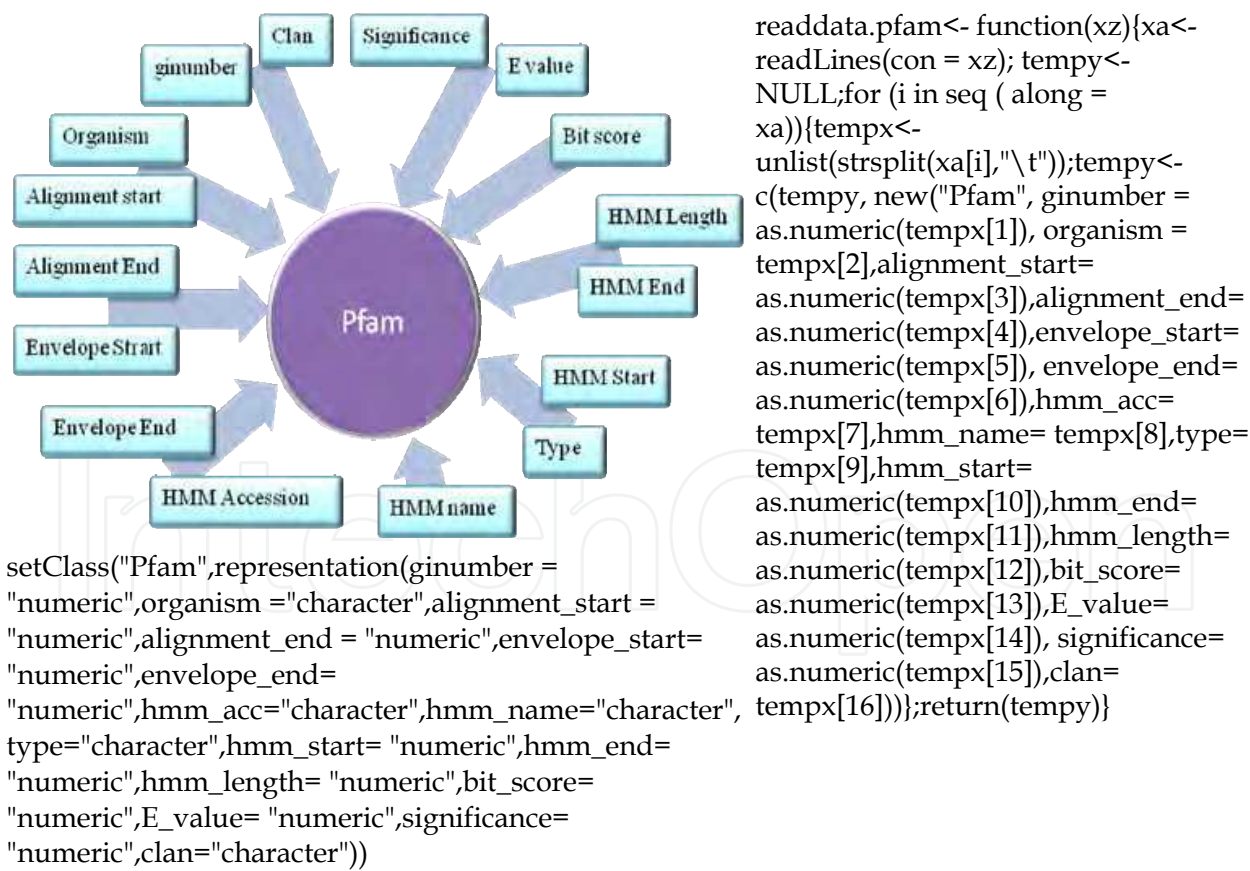 Clan
Significance
ginumber
E value
Organism
Bit score
Alignment start
HMM Length
Alignment End
HMM End
Pfam
Envelope Strart
HMM Start
Envelope End
Type
HMM Accession
HMM name
setClass("Pfam",representation(ginumber =
"numeric",organism ="character",alignment_start =
"numeric",alignment_end = "numeric",envelope_start=
"numeric",envelope_end=
"numeric",hmm_acc="character",hmm_name="character",
type="character",hmm_start= "numeric",hmm_end=
"numeric",hmm_length= "numeric",bit_score=
"numeric",E_value= "numeric",significance=
"numeric",clan="character"))
readdata.pfam<- function(xz){xa<-
readLines(con = xz); tempy<-
NULL;for (i in seq ( along =
xa)){tempx<-
unlist(strsplit(xa[i],"\t"));tempy<-
c(tempy, new("Pfam", ginumber =
as.numeric(tempx[1]), organism =
tempx[2],alignment_start=
as.numeric(tempx[3]),alignment_end=
as.numeric(tempx[4]),envelope_start=
as.numeric(tempx[5]), envelope_end=
as.numeric(tempx[6]),hmm_acc=
tempx[7],hmm_name= tempx[8],type=
tempx[9],hmm_start=
as.numeric(tempx[10]),hmm_end=
as.numeric(tempx[11]),hmm_length=
as.numeric(tempx[12]),bit_score=
as.numeric(tempx[13]),E_value=
as.numeric(tempx[14]), significance=
as.numeric(tempx[15]),clan=
tempx[16]))};return(tempy)}
IntechOpen